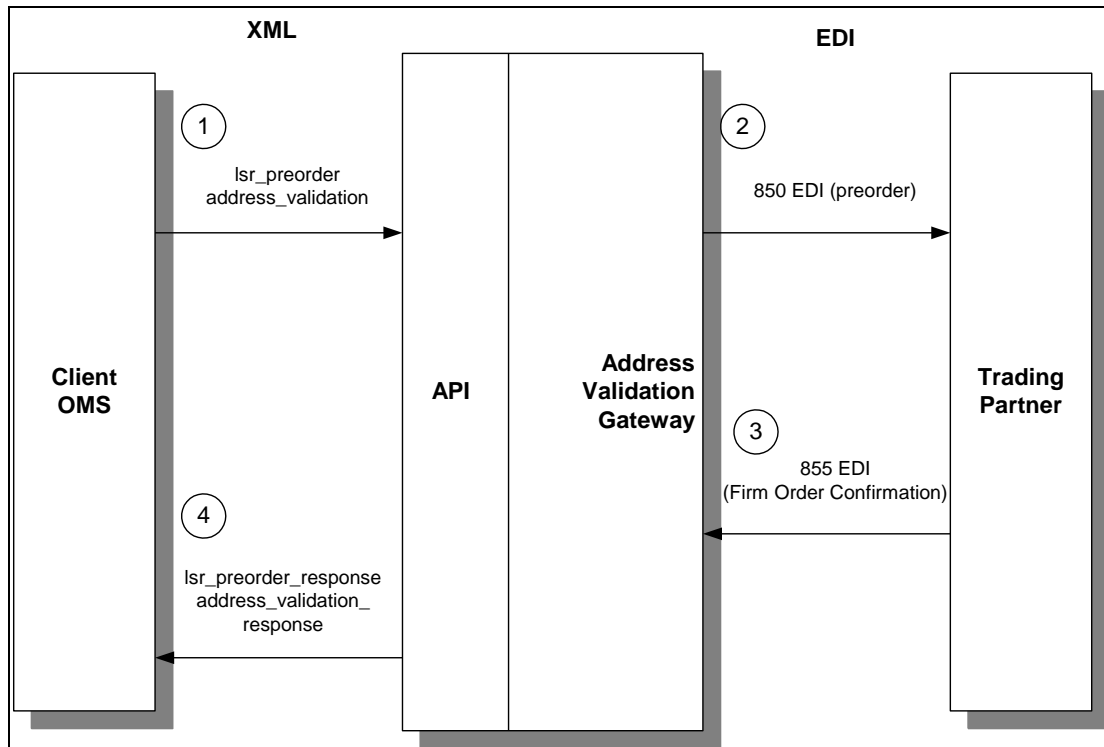 XML
EDI
1
2
lsr_preorder
address_validation
850 EDI (preorder)
Client
OMS
API
Address
Validation
Gateway
Trading
Partner
3
855 EDI
(Firm Order Confirmation)
4
lsr_preorder_response
address_validation_
response